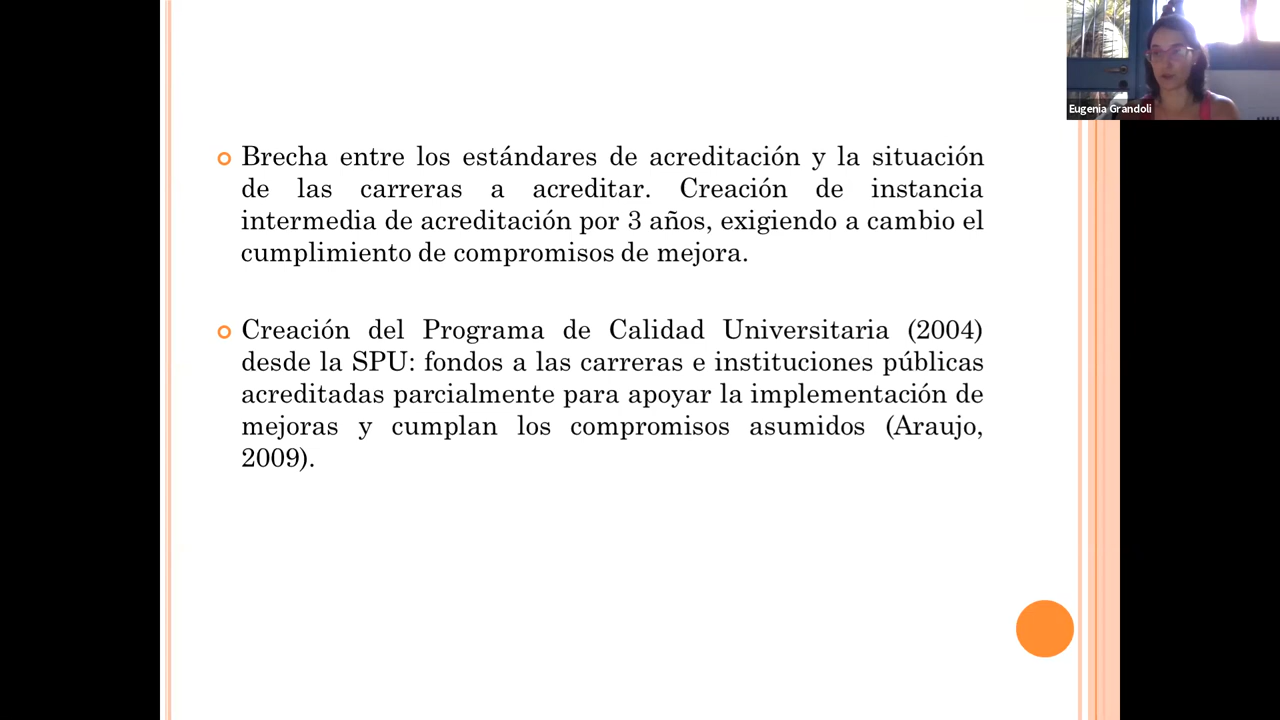 Eugenia Grandoli
Brecha entre los estándares de acreditación y la situación
de las carreras a acreditar. Creación de instancia
intermedia de acreditación por 3 años, exigiendo a cambio el
cumplimiento de compromisos de mejora.
Creación del Programa de Calidad Universitaria (2004)
desde la SPU: fondos a las carreras e instituciones públicas
acreditadas parcialmente para apoyar la implementación de
mejoras y cumplan los compromisos asumidos (Araujo,
2009).